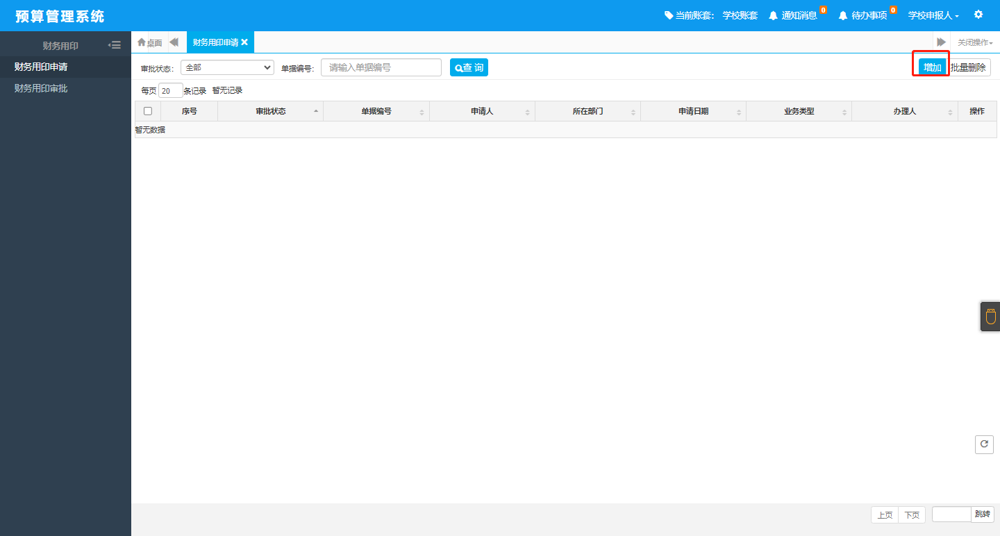 预算管理系统
当前账套： 学校账套 通知消息 0 待办事项 0 学校申报人
财务用印
财务用印申请
财务用印审批
桌面 财务用印申请 关闭操作
审批状态： 全部 单据编号： 请输入单据编号 查 询 增加 批量删除
每页 20 条记录 暂无记录
序号 审批状态 单据编号 申请人 所在部门 申请日期 业务类型 办理人 操作
暂无数据
上页 下页 跳转